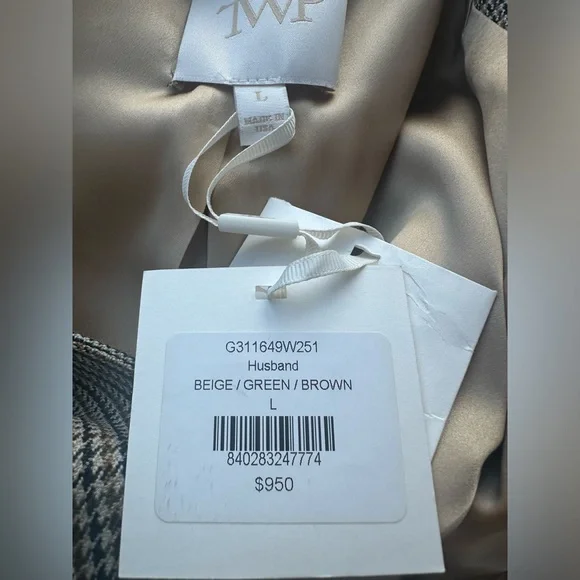 TWP
L
MADE IN
USA
G311649W251
Husband
BEIGE / GREEN / BROWN
L
840283247774
$950